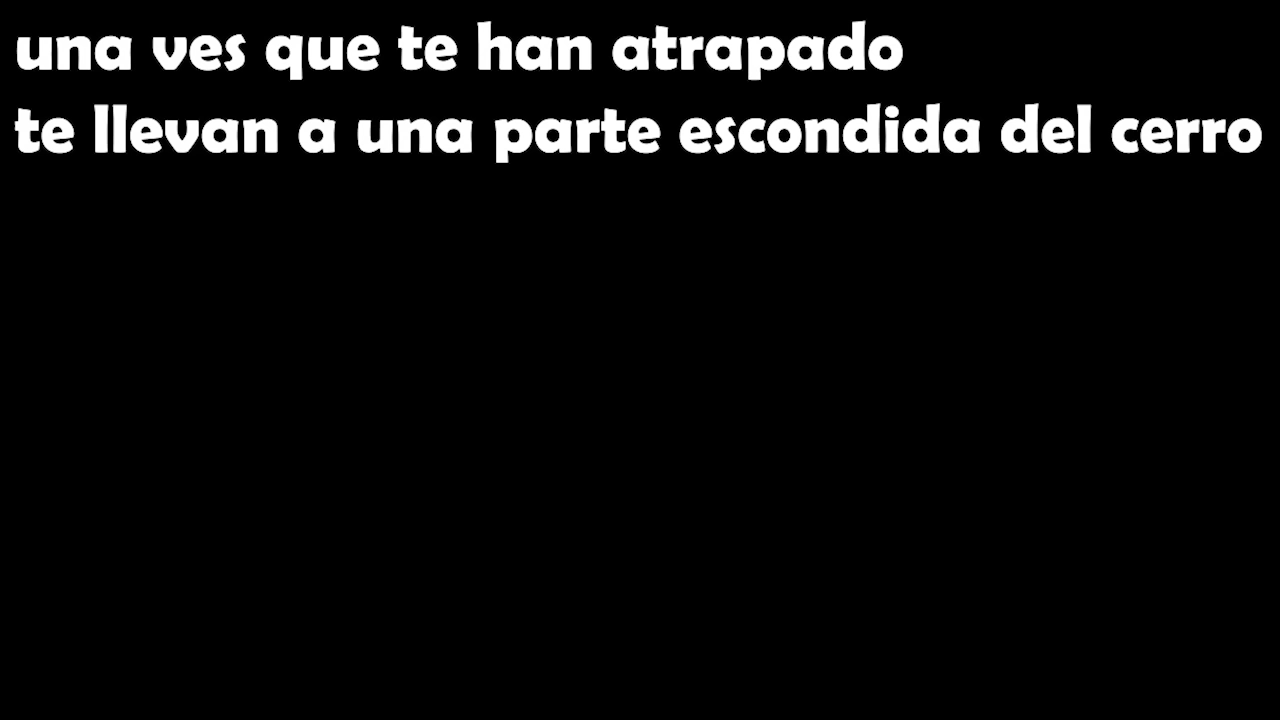 una ves que te han atrapado
te llevan a una parte escondida del cerro